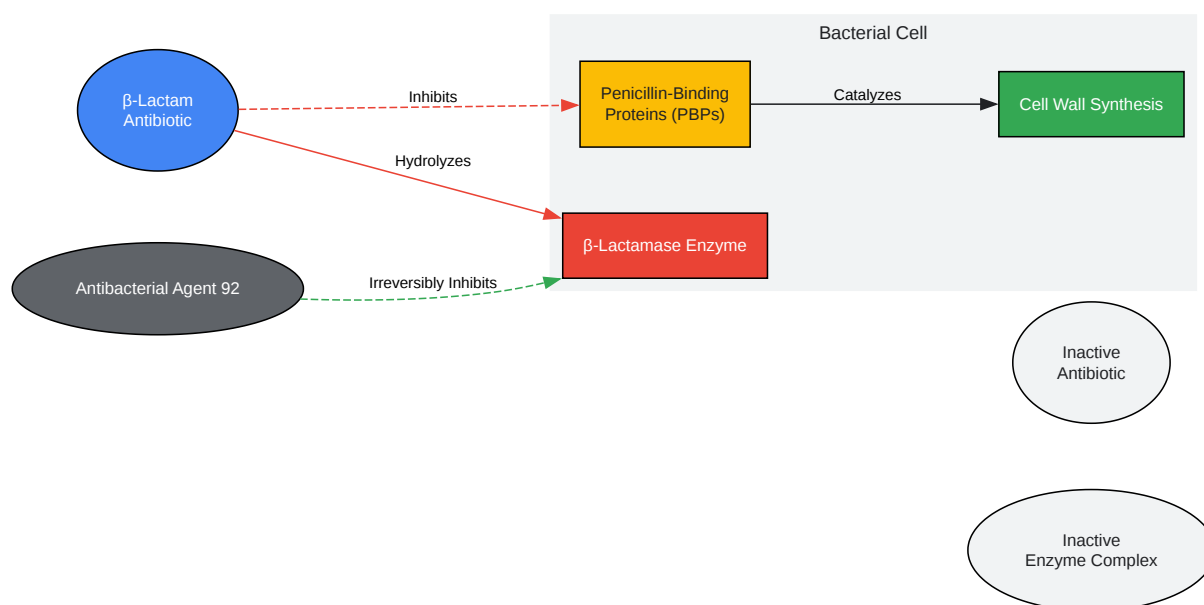 Bacterial Cell
β-Lactam
Antibiotic
Inhibits
Penicillin-Binding
Proteins (PBPs)
Catalyzes
Cell Wall Synthesis
Hydrolyzes
β-Lactamase Enzyme
Antibacterial Agent 92
Irreversibly Inhibits
Inactive
Antibiotic
Inactive
Enzyme Complex